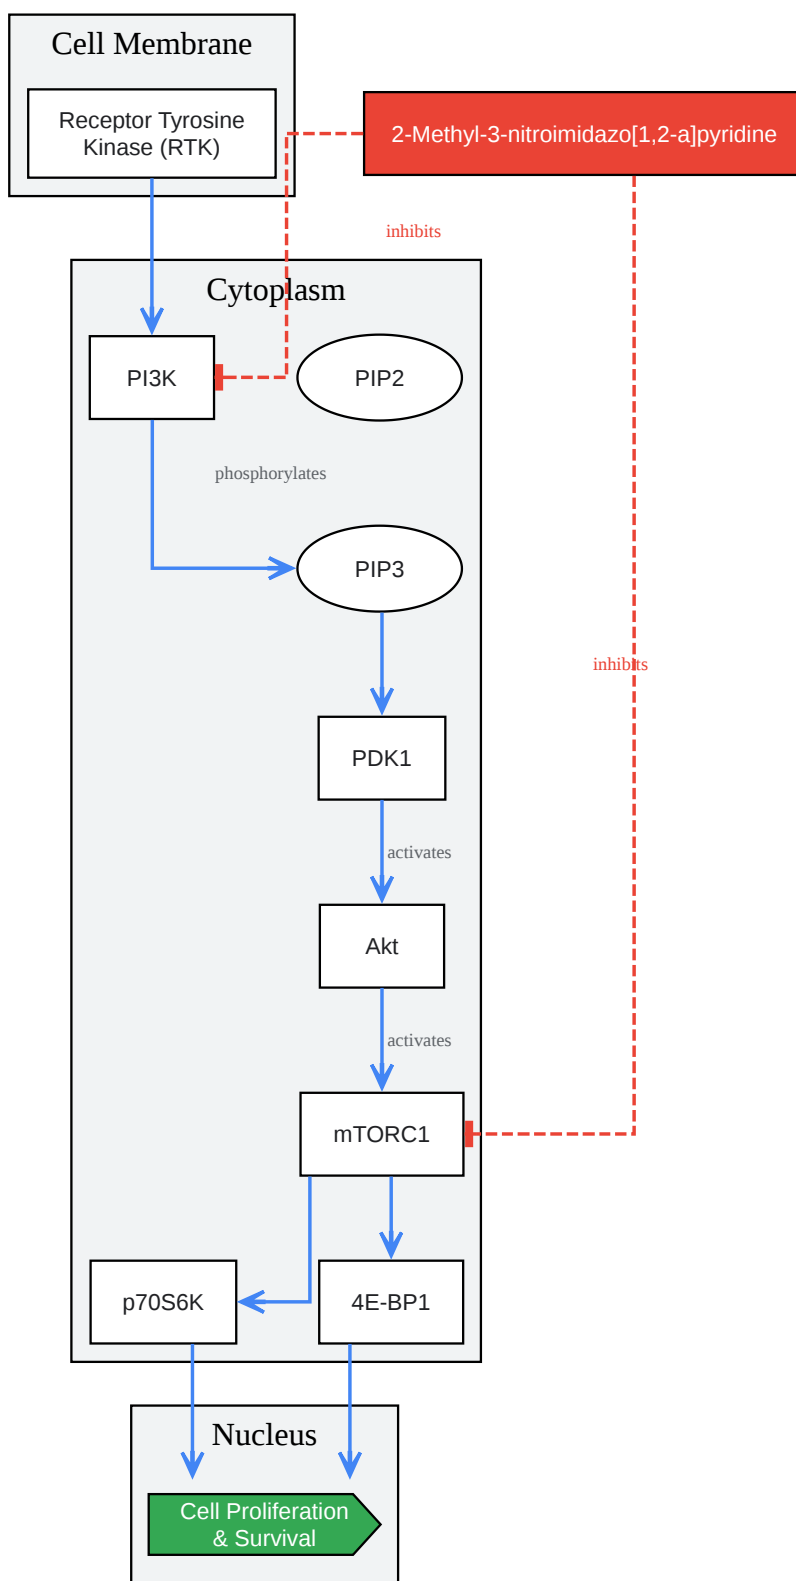 Cell Membrane
Receptor Tyrosine
Kinase (RTK)
2-Methyl-3-nitroimidazo[1,2-a]pyridine
inhibits
Cytoplasm
PI3K
PIP2
phosphorylates
PIP3
inhibits
PDK1
activates
Akt
activates
mTORC1
p70S6K
4E-BP1
Nucleus
Cell Proliferation
& Survival